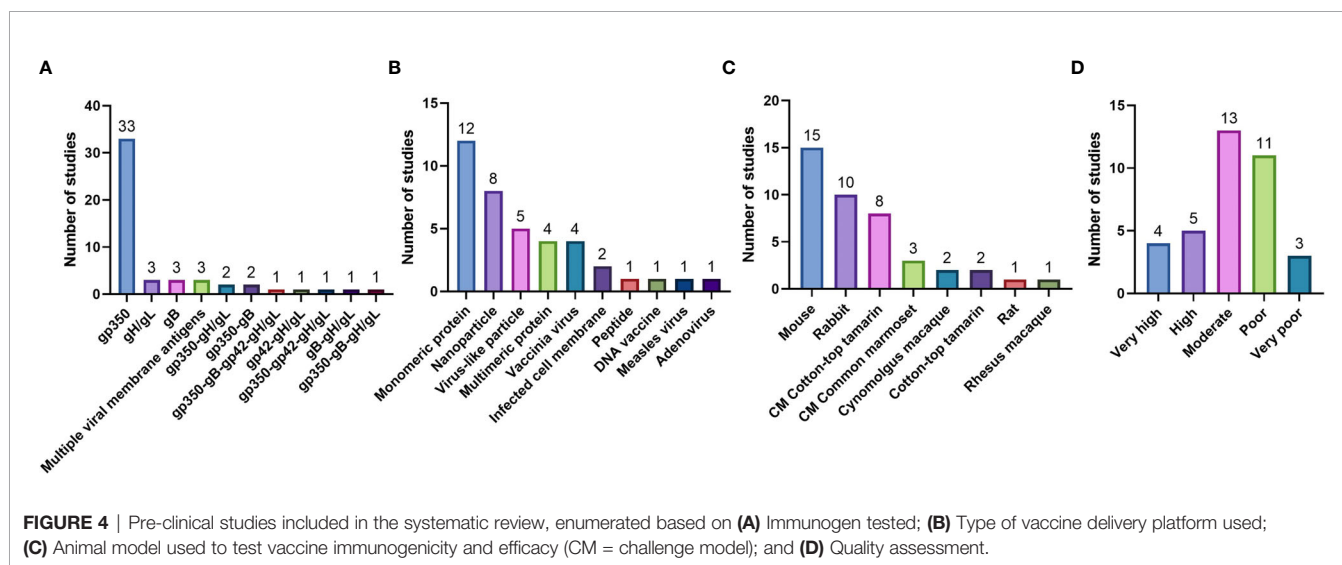 A
Number of studies
40
30
20
10
0
33
3
3
3
2
2
1
1
1
1
1
gp350
gH/gL
gB
Multiple viral membrane antigens
gp350-gH/gL
gp350-gB
gp350-gB-gp42-gH/gL
gp42-gH/gL
gp350-gp42-gH/gL
gB-gH/gL
gp350-gB-gH/gL
B
Number of studies
15
10
5
0
12
8
5
4
4
2
1
1
1
1
Monomeric protein
Nanoparticle
Virus-like particle
Multimeric protein
Vaccinia virus
Infected cell membrane
Peptide
DNA vaccine
Measles virus
Adenovirus
C
Number of studies
20
15
10
5
0
15
10
8
3
2
2
1
1
Mouse
Rabbit
CM Cotton-top tamarin
CM Common marmoset
Cynomolgus macaque
Cotton-top tamarin
Rat
Rhesus macaque
D
Number of studies
15
10
5
0
4
5
13
11
3
Very high
High
Moderate
Poor
Very poor
FIGURE 4 | Pre-clinical studies included in the systematic review, enumerated based on (A) Immunogen tested; (B) Type of vaccine delivery platform used;
(C) Animal model used to test vaccine immunogenicity and efficacy (CM = challenge model); and (D) Quality assessment.